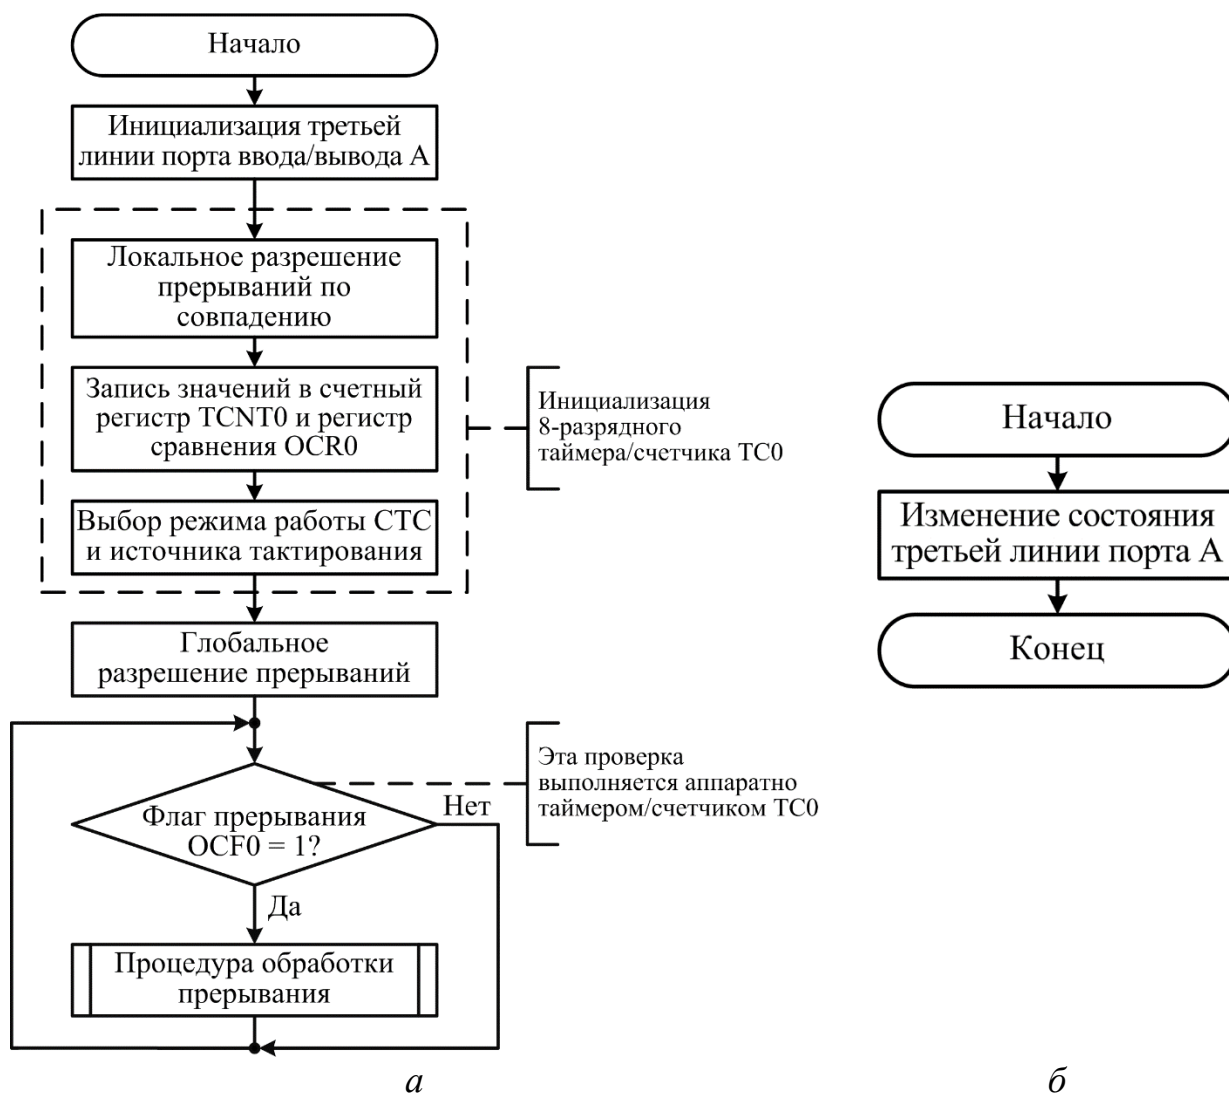 Начало
Инициализация третьей
линии порта ввода/вывода А
Локальное разрешение
прерываний по
совпадению
Запись значений в счетный
регистр TCNT0 и регистр
сравнения OCR0
Выбор режима работы СТС
и источника тактирования
Инициализация
8-разрядного
таймера/счетчика ТС0
Глобальное
разрешение прерываний
Флаг прерывания
OCF0 = 1?
Нет
Да
Эта проверка
выполняется аппаратно
таймером/счетчиком ТС0
Процедура обработки
прерывания
а
Начало
Изменение состояния
третьей линии порта А
Конец
б